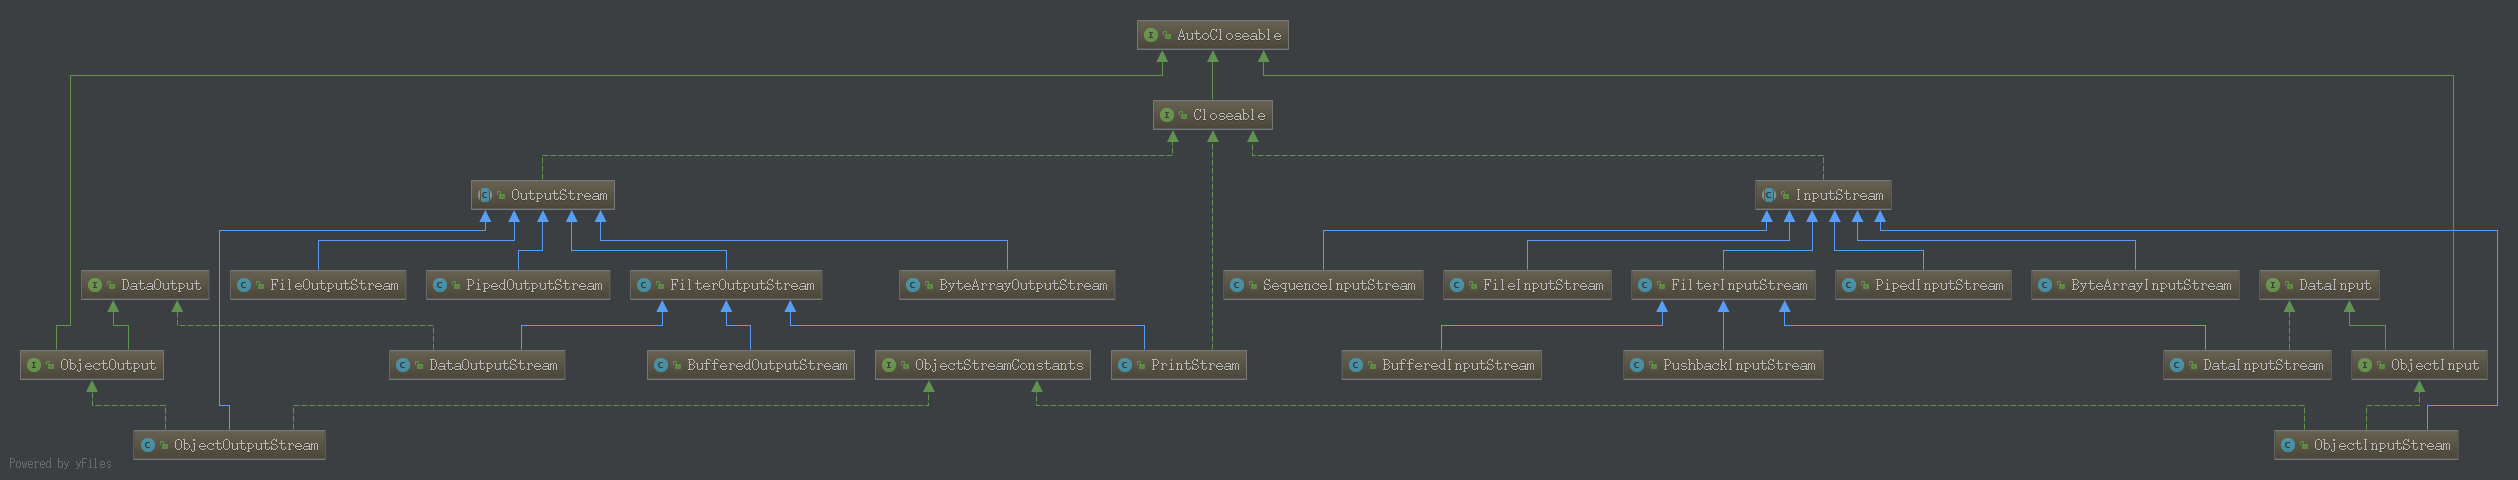 AutoCloseable
Closeable
OutputStream
InputStream
DataOutput
FileOutputStream
PipedOutputStream
FilterOutputStream
ByteArrayOutputStream
SequenceInputStream
FileInputStream
FilterInputStream
PipedInputStream
ByteArrayInputStream
DataInput
ObjectOutput
DataOutputStream
BufferedOutputStream
ObjectStreamConstants
PrintStream
BufferedInputStream
PushbackInputStream
DataInputStream
ObjectInput
ObjectOutputStream
ObjectInputStream
Powered by yFiles